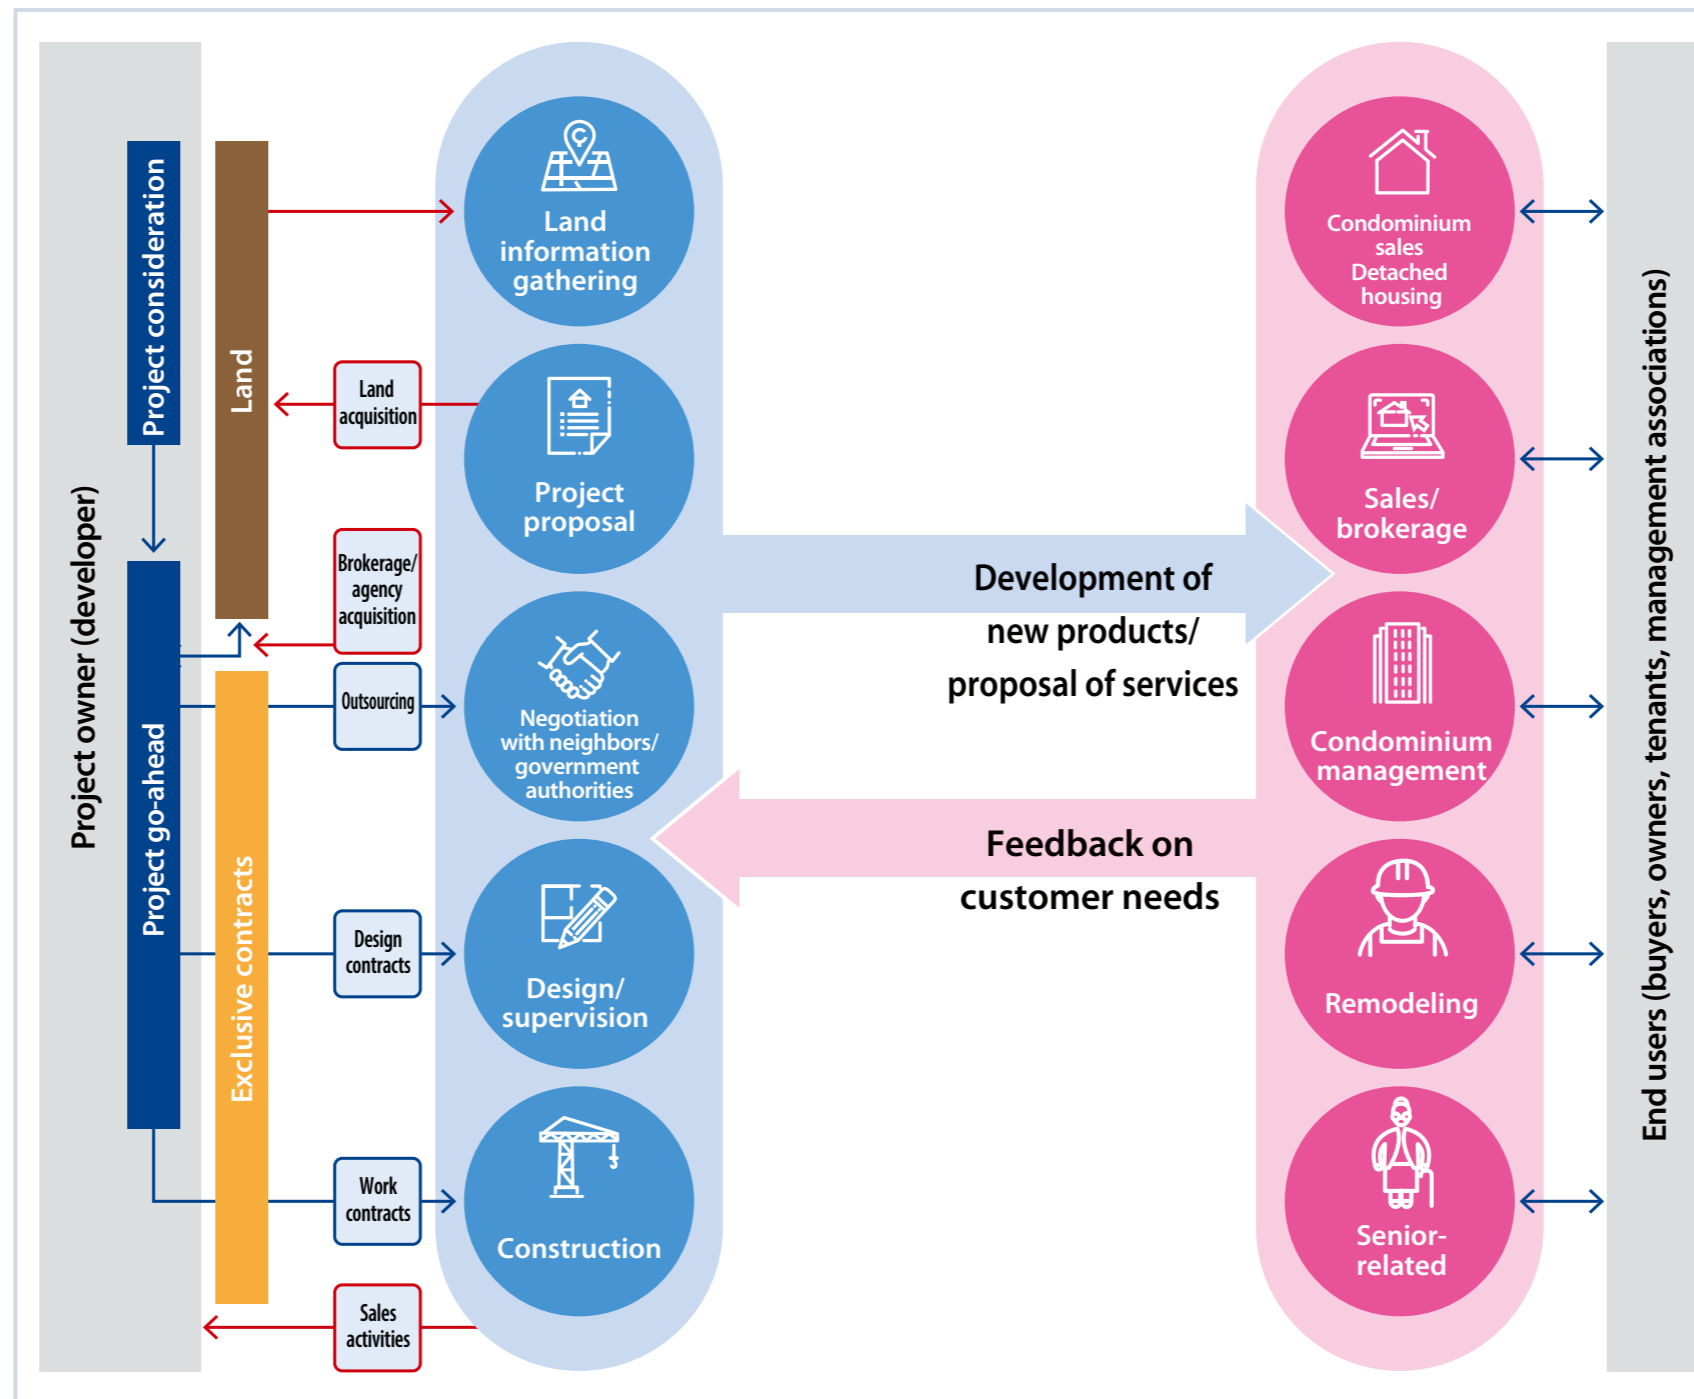 Project owner (developer)
Project consideration
Project go-ahead
Land
Exclusive contracts
Land
acquisition
Brokerage/
agency
acquisition
Outsourcing
Design
contracts
Work
contracts
Sales
activities
Land
information
gathering
Project
proposal
Negotiation
with neighbors/
government
authorities
Design/
supervision
Construction
Development of
new products/
proposal of services
Feedback on
customer needs
Condominium
sales
Detached
housing
Sales/
brokerage
Condominium
management
Remodeling
Senior-
related
End users (buyers, owners, tenants, management associations)